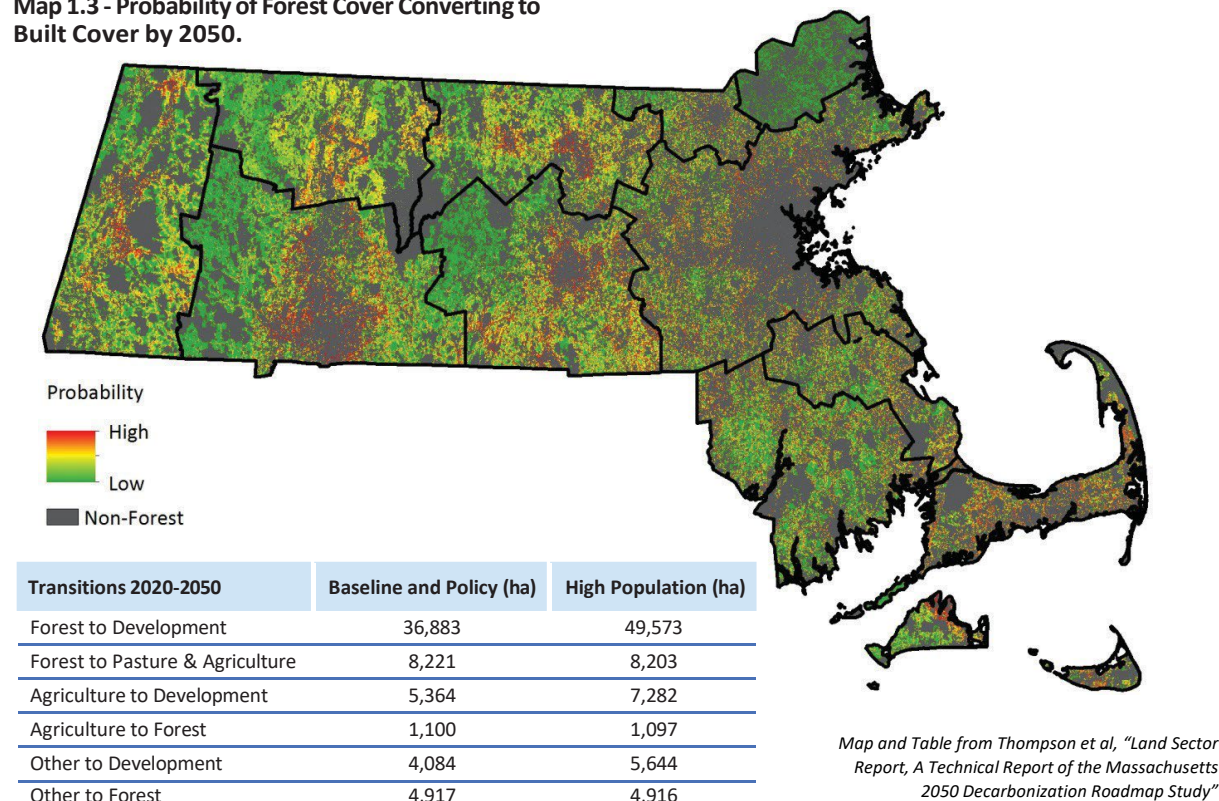 Map 1.3 - Probability of Forest Cover Converting to
Built Cover by 2050.
Probability
High
Low
Non-Forest
Transitions 2020-2050 Baseline and Policy (ha) High Population (ha)
Forest to Development 36,883 49,573
Forest to Pasture & Agriculture 8,221 8,203
Agriculture to Development 5,364 7,282
Agriculture to Forest 1,100 1,097
Other to Development 4,084 5,644
Other to Forest 4,917 4,916
Map and Table from Thompson et al, “Land Sector
Report, A Technical Report of the Massachusetts
2050 Decarbonization Roadmap Study”